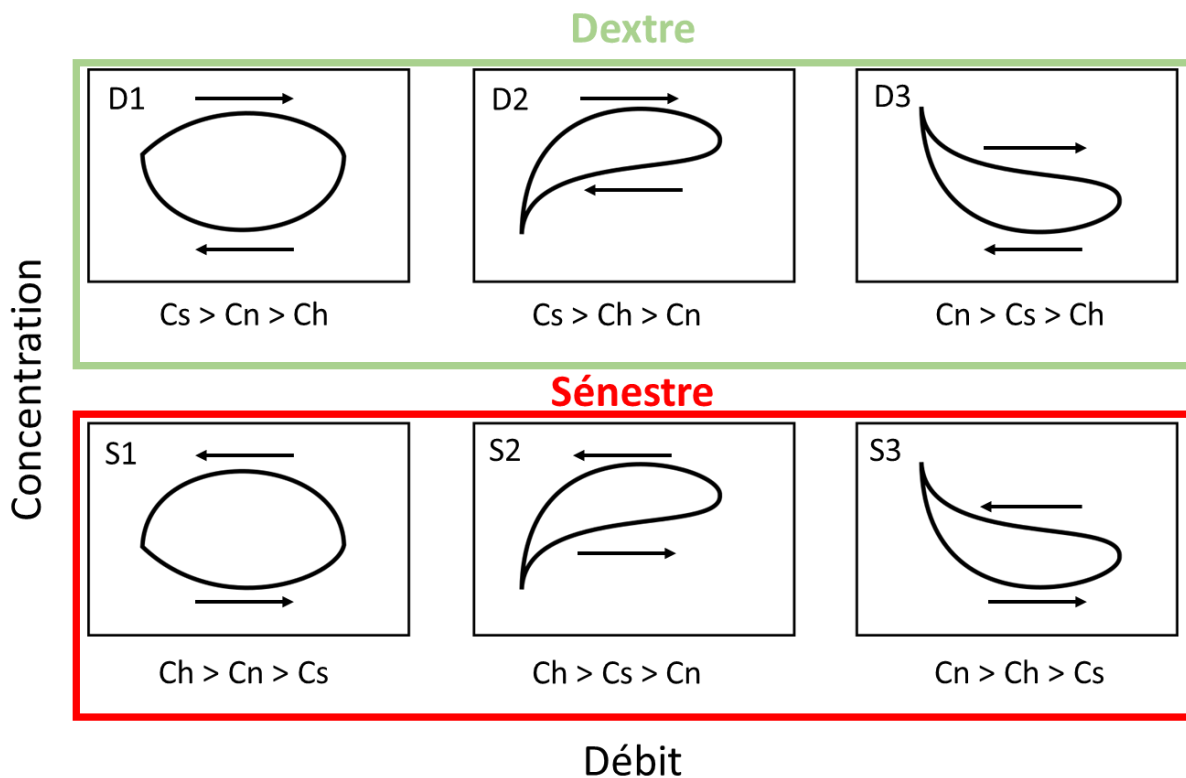 Dextre
D1
D2
D3
Cs > Cn > Ch
Cs > Ch > Cn
Cn > Cs > Ch
Concentration
Sénestre
S1
S2
S3
Ch > Cn > Cs
Ch > Cs > Cn
Cn > Ch > Cs
Débit